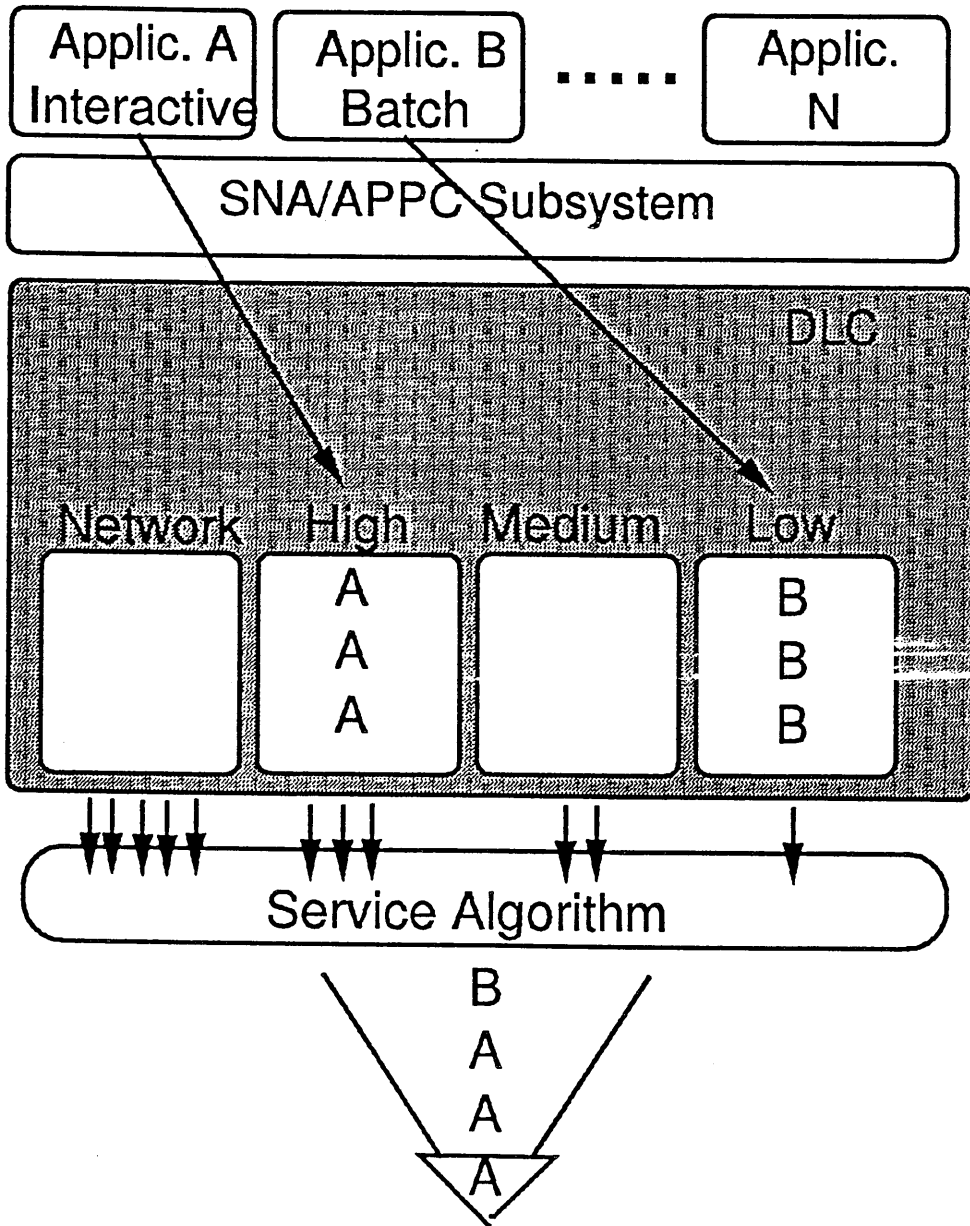 Applic. A
Interactive
Applic. B
Batch
.....
Applic.
N
SNA/APPC Subsystem
DLC
Network High Medium Low
A B
A B
A B
Service Algorithm
B
A
A
A